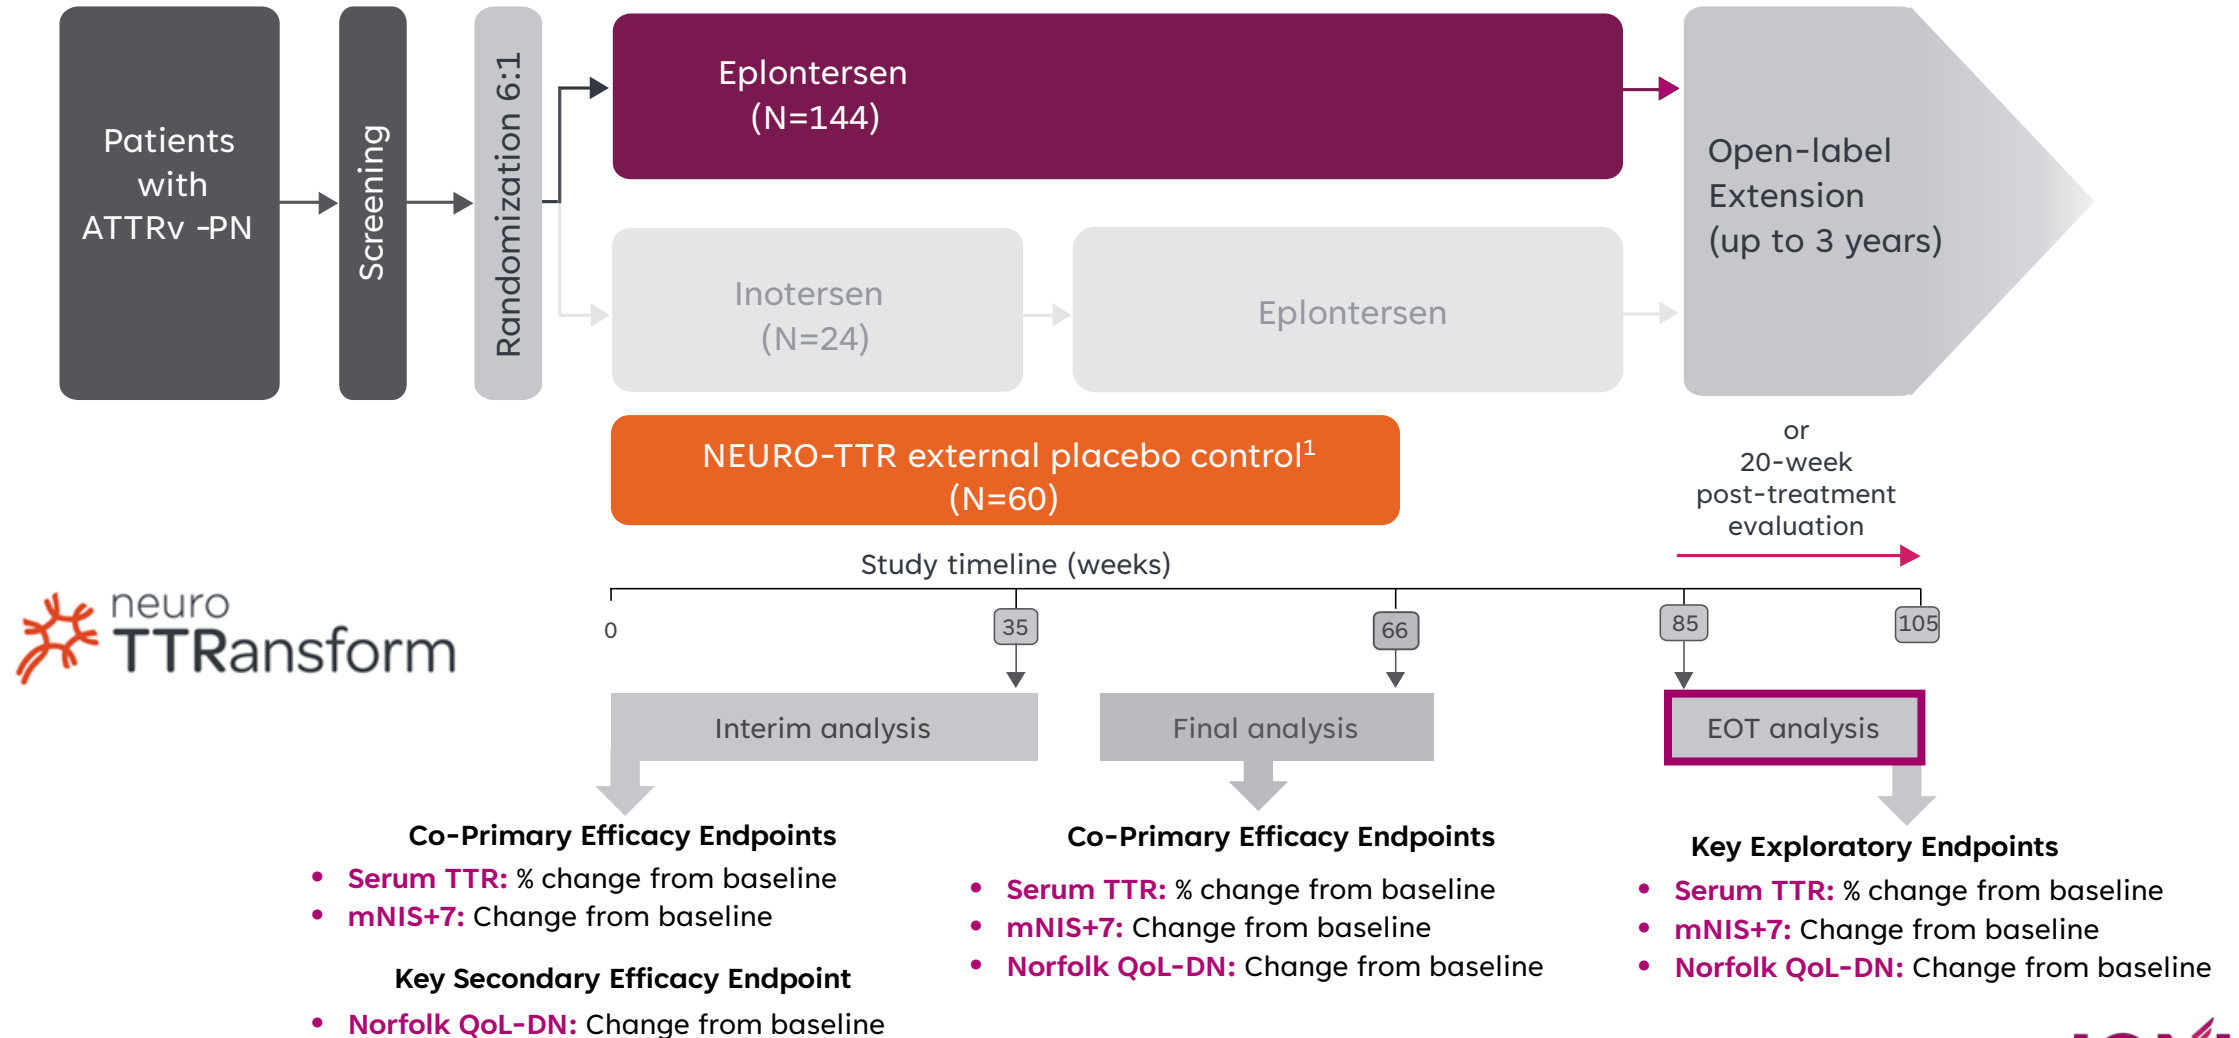 Patients
with
ATTRv -PN
Screening
Randomization 6:1
Eplontersen
(N=144)
Inotersen
(N=24)
Eplontersen
Open-label
Extension
(up to 3 years)
NEURO-TTR external placebo control¹
(N=60)
or
20-week
post-treatment
evaluation
Study timeline (weeks)
0
35
66
85
105
neuro
TTRansform
Interim analysis
Final analysis
EOT analysis
Co-Primary Efficacy Endpoints
• Serum TTR: % change from baseline
• mNIS+7: Change from baseline
Key Secondary Efficacy Endpoint
• Norfolk QoL-DN: Change from baseline
Co-Primary Efficacy Endpoints
• Serum TTR: % change from baseline
• mNIS+7: Change from baseline
• Norfolk QoL-DN: Change from baseline
Key Exploratory Endpoints
• Serum TTR: % change from baseline
• mNIS+7: Change from baseline
• Norfolk QoL-DN: Change from baseline